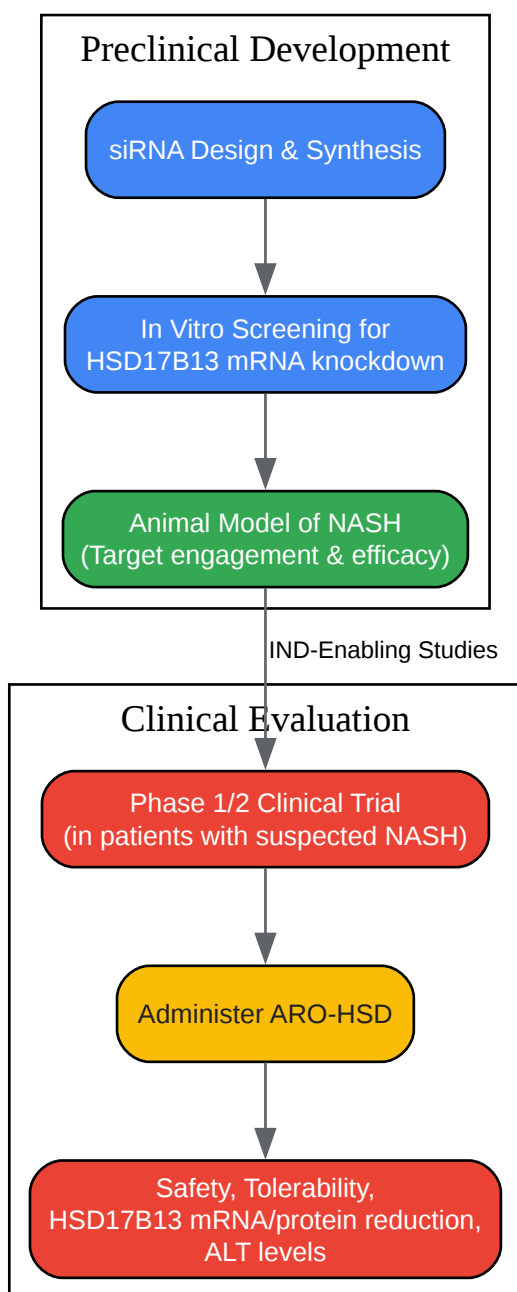 Preclinical Development
siRNA Design & Synthesis
In Vitro Screening for
HSD17B13 mRNA knockdown
Animal Model of NASH
(Target engagement & efficacy)
IND-Enabling Studies
Clinical Evaluation
Phase 1/2 Clinical Trial
(in patients with suspected NASH)
Administer ARO-HSD
Safety, Tolerability,
HSD17B13 mRNA/protein reduction,
ALT levels